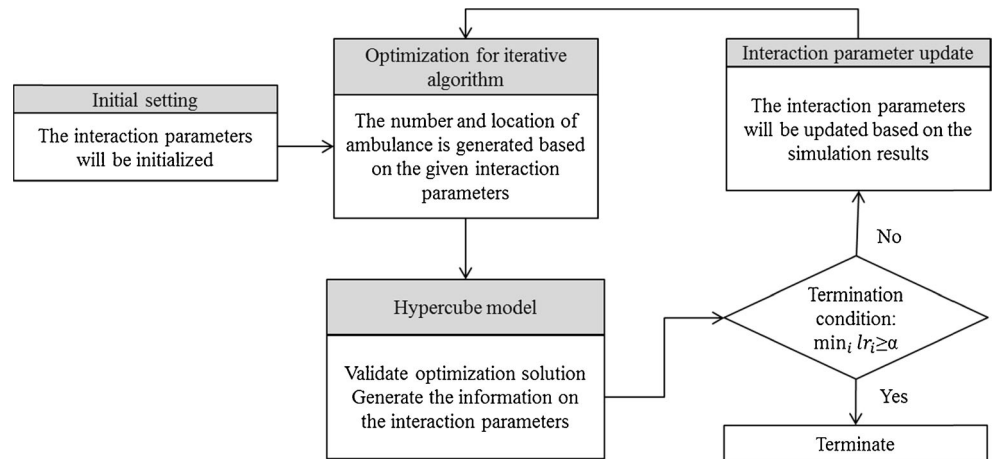 Initial setting
The interaction parameters
will be initialized
Optimization for iterative
algorithm
The number and location of
ambulance is generated based
on the given interaction
parameters
Hypercube model
Validate optimization solution
Generate the information on
the interaction parameters
Termination
condition:
minᵢ lrᵢ≥α
No
Interaction parameter update
The interaction parameters
will be updated based on the
simulation results
Yes
Terminate